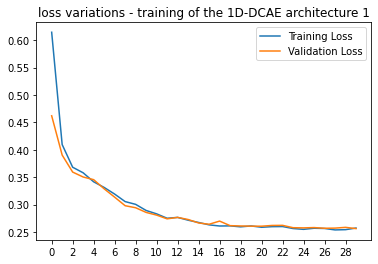 loss variations - training of the 1D-DCAE architecture 1
Training Loss
Validation Loss
0.60
0.55
0.50
0.45
0.40
0.35
0.30
0.25
0 2 4 6 8 10 12 14 16 18 20 22 24 26 28